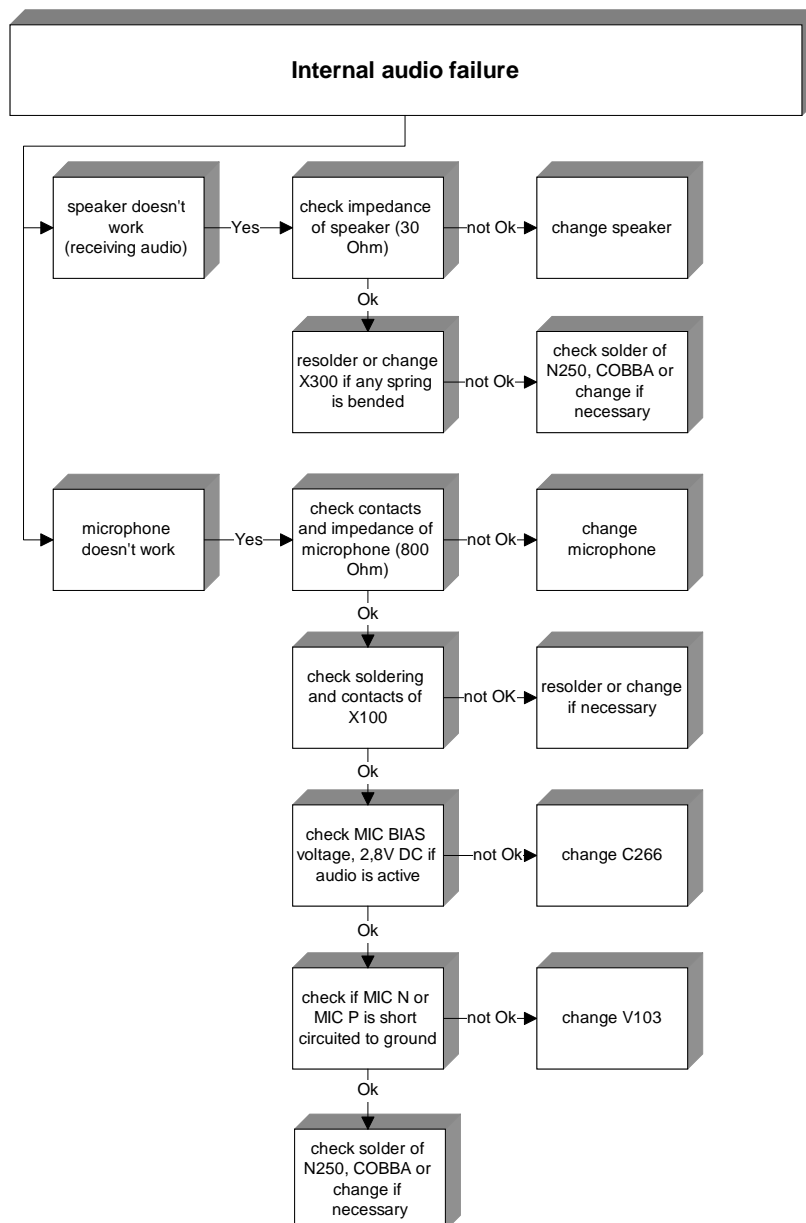 Internal audio failure
speaker doesn't
work
(receiving audio)
Yes
check impedance
of speaker (30
Ohm)
not Ok
change speaker
Ok
resolder or change
X300 if any spring
is bended
not Ok
check solder of
N250, COBBA or
change if
necessary
microphone
doesn't work
Yes
check contacts
and impedance of
microphone (800
Ohm)
not Ok
change
microphone
Ok
check soldering
and contacts of
X100
not OK
resolder or change
if necessary
Ok
check MIC BIAS
voltage, 2,8V DC if
audio is active
not Ok
change C266
Ok
check if MIC N or
MIC P is short
circuited to ground
not Ok
change V103
Ok
check solder of
N250, COBBA or
change if
necessary